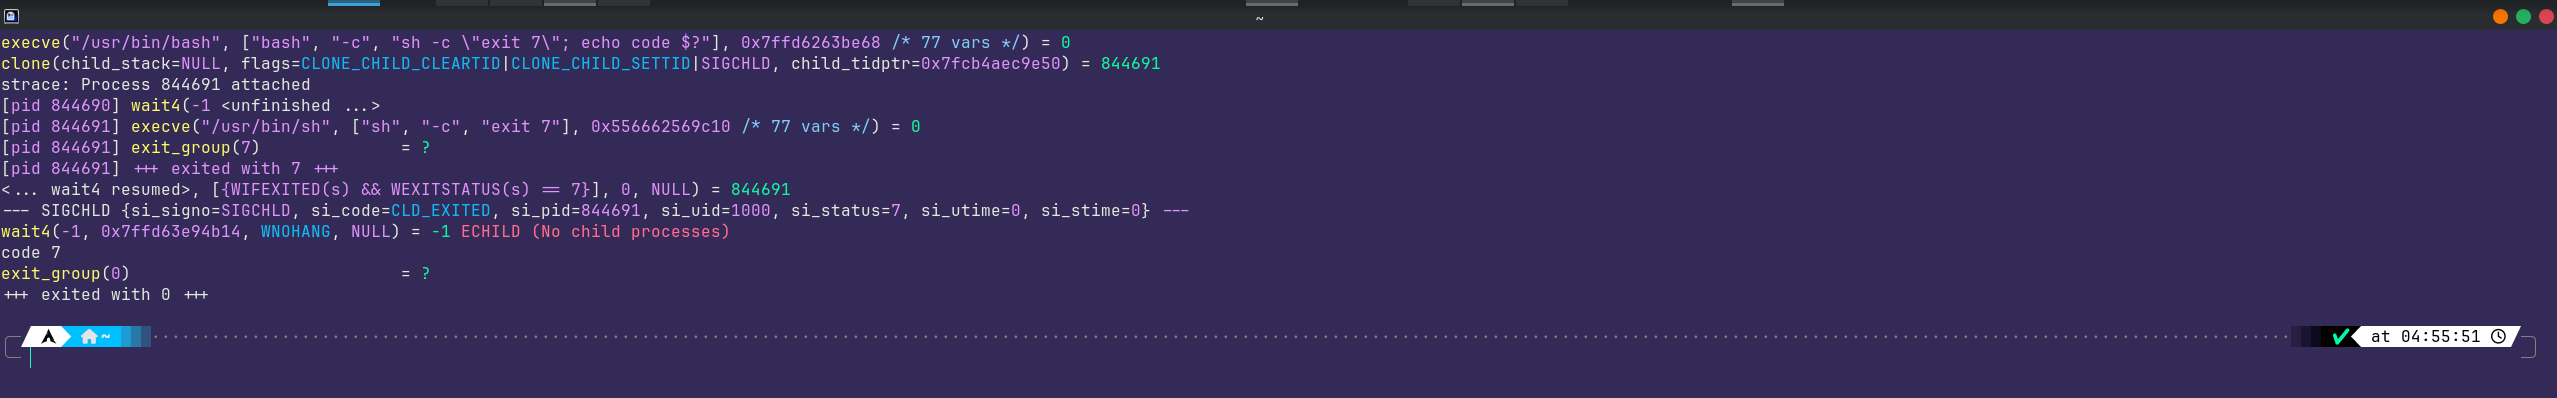 ~
execve("/usr/bin/bash", ["bash", "-c", "sh -c \"exit 7\"; echo code $?"], 0x7ffd6263be68 /* 77 vars */) = 0
clone(child_stack=NULL, flags=CLONE_CHILD_CLEARTID|CLONE_CHILD_SETTID|SIGCHLD, child_tidptr=0x7fcb4aec9e50) = 844691
strace: Process 844691 attached
[pid 844690] wait4(-1 <unfinished ...>
[pid 844691] execve("/usr/bin/sh", ["sh", "-c", "exit 7"], 0x556662569c10 /* 77 vars */) = 0
[pid 844691] exit_group(7)              = ?
[pid 844691] +++ exited with 7 +++
<... wait4 resumed>, [{WIFEXITED(s) && WEXITSTATUS(s) == 7}], 0, NULL) = 844691
--- SIGCHLD {si_signo=SIGCHLD, si_code=CLD_EXITED, si_pid=844691, si_uid=1000, si_status=7, si_utime=0, si_stime=0} ---
wait4(-1, 0x7ffd63e94b14, WNOHANG, NULL) = -1 ECHILD (No child processes)
code 7
exit_group(0)                           = ?
+++ exited with 0 +++
~ ✔ at 04:55:51